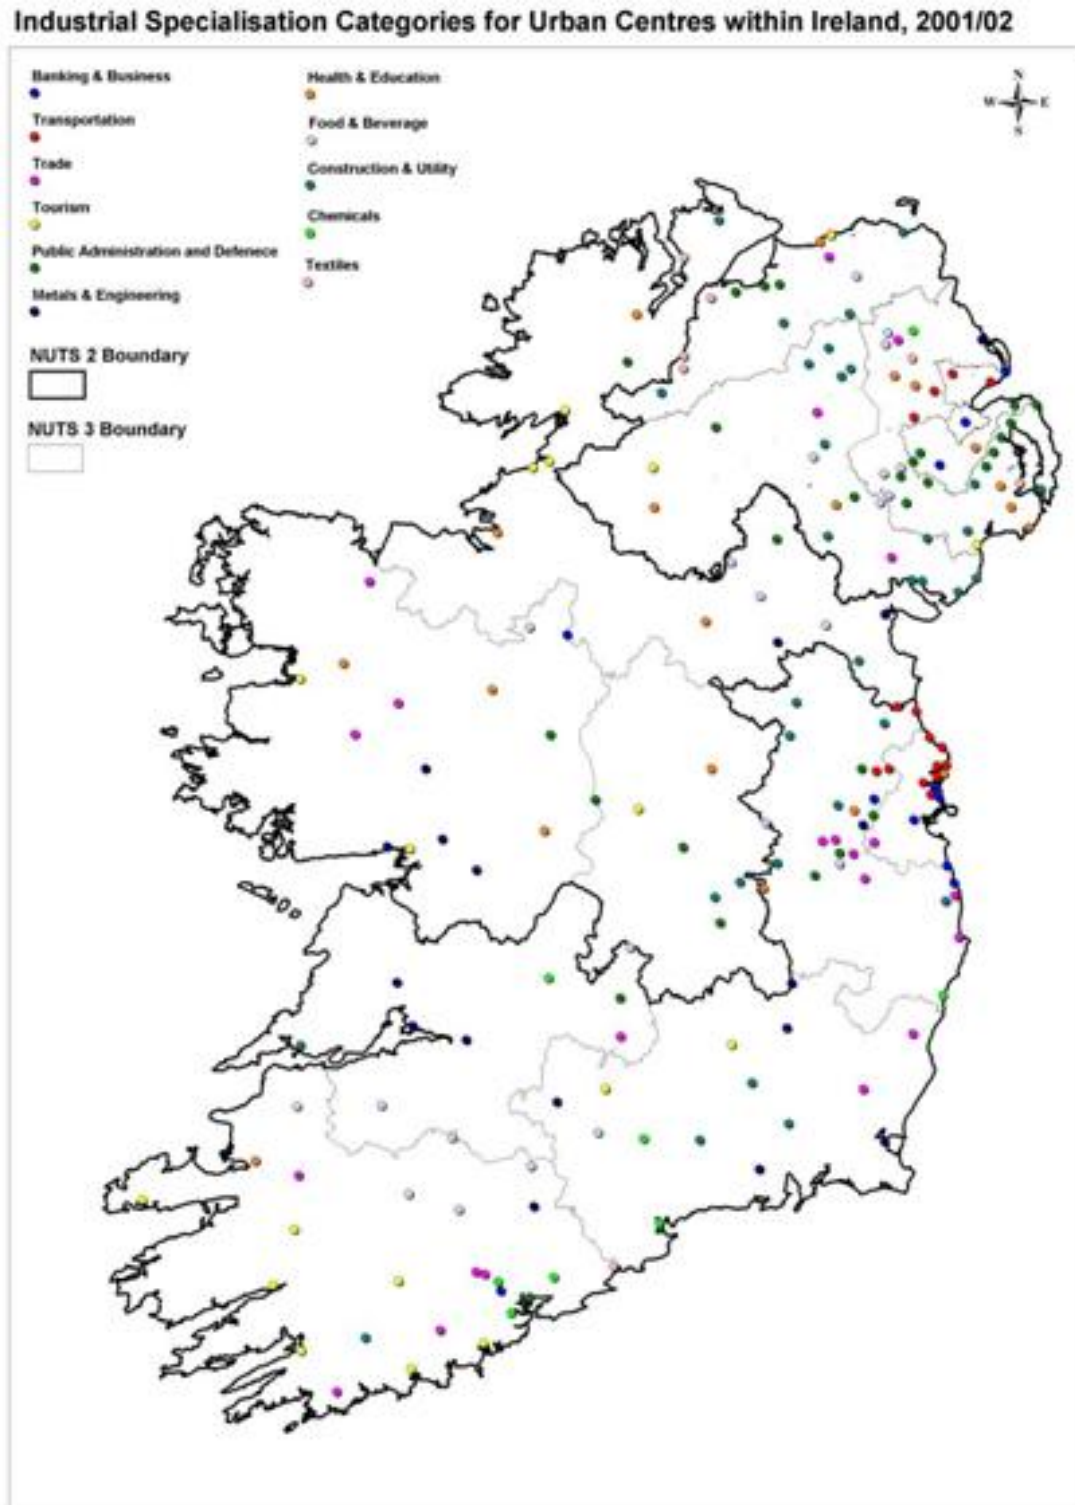 Industrial Specialisation Categories for Urban Centres within Ireland, 2001/02
Banking & Business
Transportation
Trade
Tourism
Public Administration and Defenece
Metals & Engineering
Health & Education
Food & Beverage
Construction & Utility
Chemicals
Textiles
NUTS 2 Boundary
NUTS 3 Boundary
N
W E
S